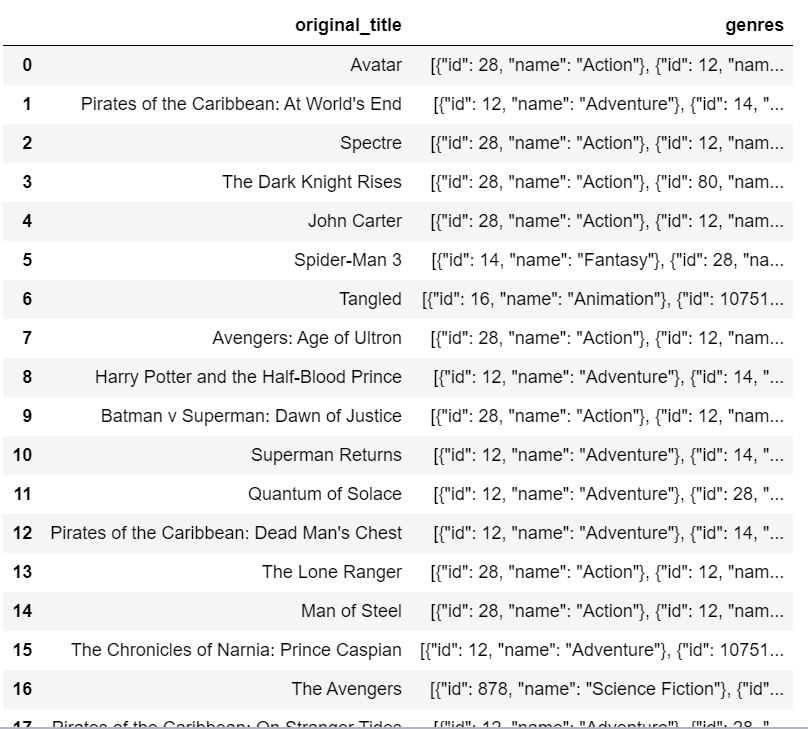 original_title genres
0 Avatar [{"id": 28, "name": "Action"}, {"id": 12, "nam...
1 Pirates of the Caribbean: At World's End [{"id": 12, "name": "Adventure"}, {"id": 14, "...
2 Spectre [{"id": 28, "name": "Action"}, {"id": 12, "nam...
3 The Dark Knight Rises [{"id": 28, "name": "Action"}, {"id": 80, "nam...
4 John Carter [{"id": 28, "name": "Action"}, {"id": 12, "nam...
5 Spider-Man 3 [{"id": 14, "name": "Fantasy"}, {"id": 28, "na...
6 Tangled [{"id": 16, "name": "Animation"}, {"id": 10751...
7 Avengers: Age of Ultron [{"id": 28, "name": "Action"}, {"id": 12, "nam...
8 Harry Potter and the Half-Blood Prince [{"id": 12, "name": "Adventure"}, {"id": 14, "...
9 Batman v Superman: Dawn of Justice [{"id": 28, "name": "Action"}, {"id": 12, "nam...
10 Superman Returns [{"id": 12, "name": "Adventure"}, {"id": 14, "...
11 Quantum of Solace [{"id": 12, "name": "Adventure"}, {"id": 28, "...
12 Pirates of the Caribbean: Dead Man's Chest [{"id": 12, "name": "Adventure"}, {"id": 14, "...
13 The Lone Ranger [{"id": 28, "name": "Action"}, {"id": 12, "nam...
14 Man of Steel [{"id": 28, "name": "Action"}, {"id": 12, "nam...
15 The Chronicles of Narnia: Prince Caspian [{"id": 12, "name": "Adventure"}, {"id": 10751...
16 The Avengers [{"id": 878, "name": "Science Fiction"}, {"id"...
17 Pirates of the Caribbean: On Stranger Tides [{"id": 12, "name": "Adventure"}, {"id": 28, "...